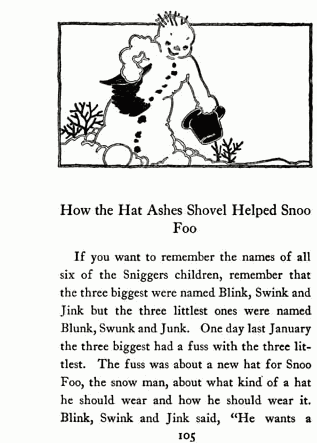 How the Hat Ashes Shovel Helped Snoo
Foo
If you want to remember the names of all
six of the Sniggers children, remember that
the three biggest were named Blink, Swink and
Jink but the three littlest ones were named
Blunk, Swunk and Junk. One day last January
the three biggest had a fuss with the three lit-
tlest. The fuss was about a new hat for Snoo
Foo, the snow man, about what kind of a hat
he should wear and how he should wear it.
Blink, Swink and Jink said, "He wants a
105